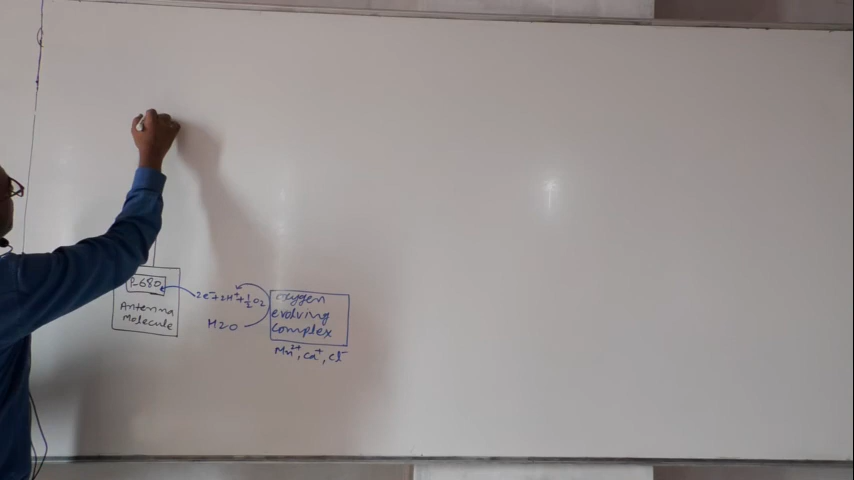 P-680
Antenna
Molecule
2e⁻+2H⁺+½O₂
H2O
oxygen
evolving
complex
Mn²⁺, Ca⁺, Cl⁻